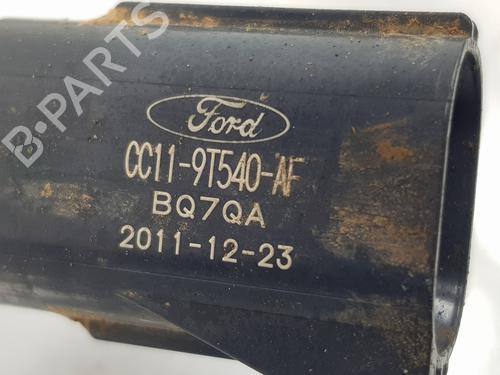 B-PARTS
Ford
CC11-9T540-AF
BQ7QA
2011-12-23